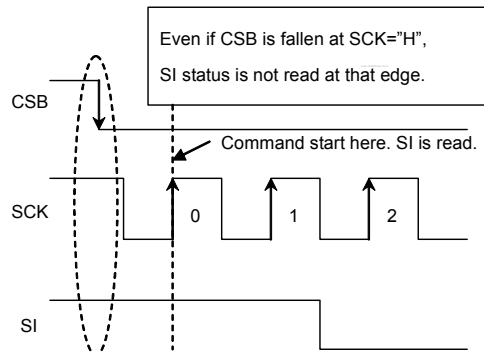 Even if CSB is fallen at SCK="H",
SI status is not read at that edge.
CSB
Command start here. SI is read.
SCK
0
1
2
SI